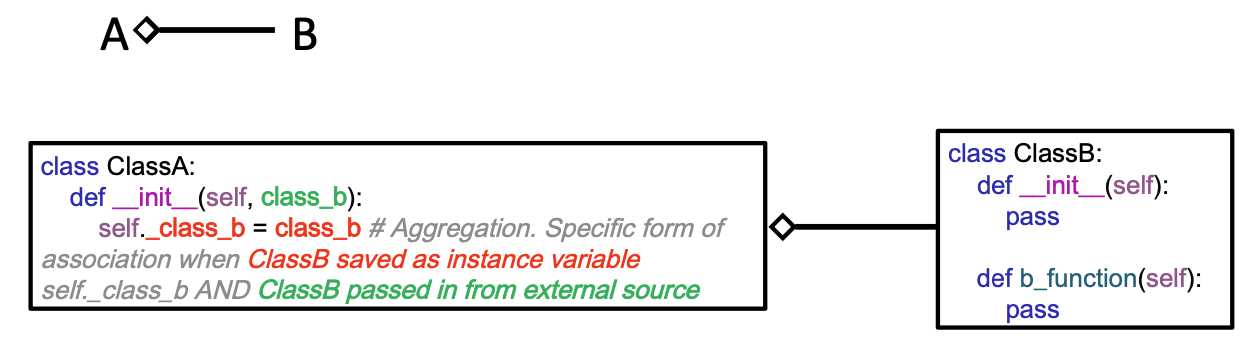 A B
class ClassA:
def __init__(self, class_b):
self._class_b = class_b # Aggregation. Specific form of
association when ClassB saved as instance variable
self._class_b AND ClassB passed in from external source
class ClassB:
def __init__(self):
pass
def b_function(self):
pass